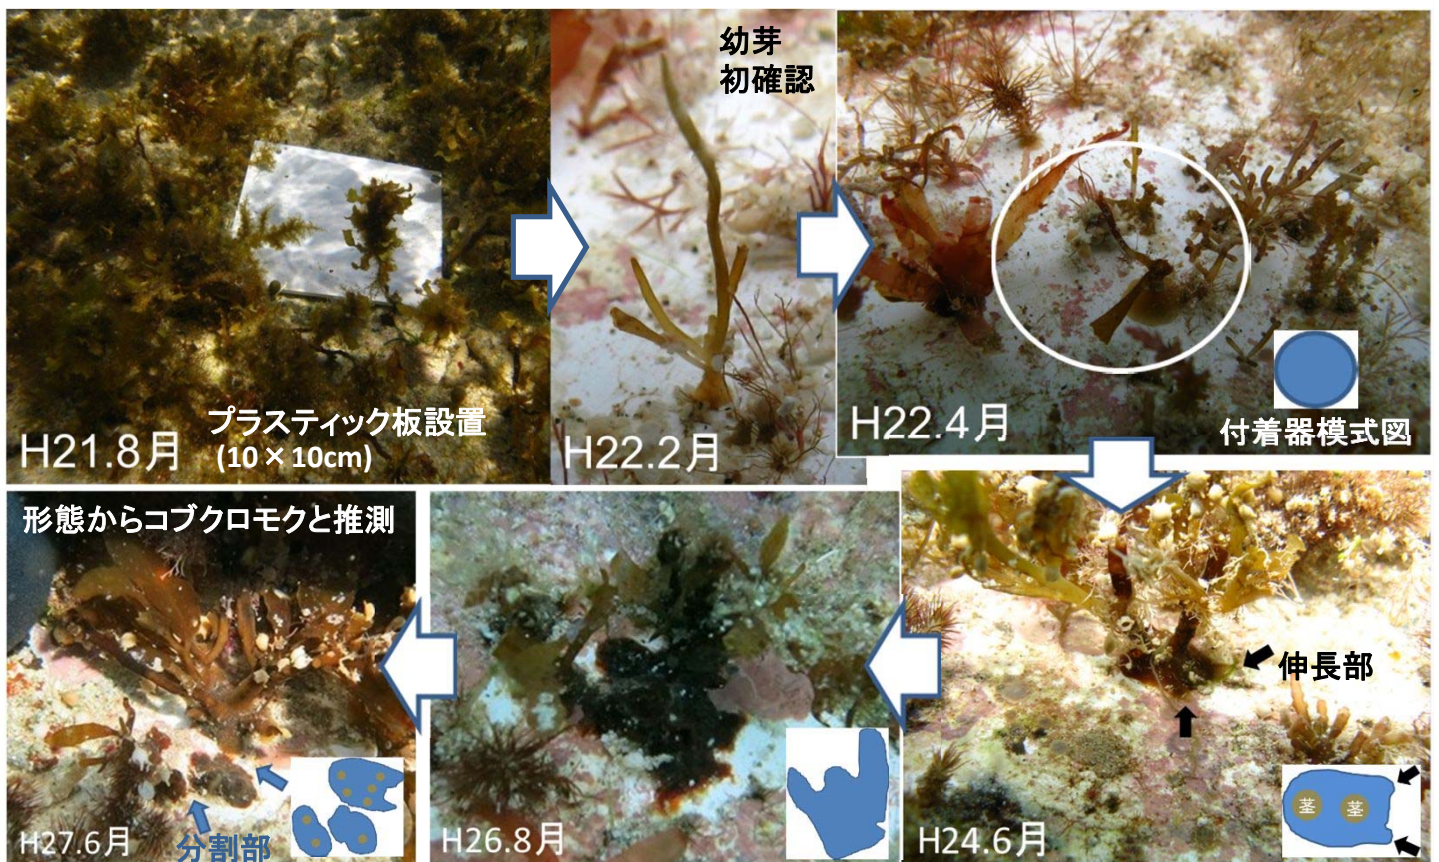 プラスティック板設置
(10×10cm)
H21.8月
幼芽
初確認
H22.2月
H22.4月
付着器模式図
伸長部
茎 茎
H24.6月
H26.8月
形態からコブクロモクと推測
分割部
H27.6月